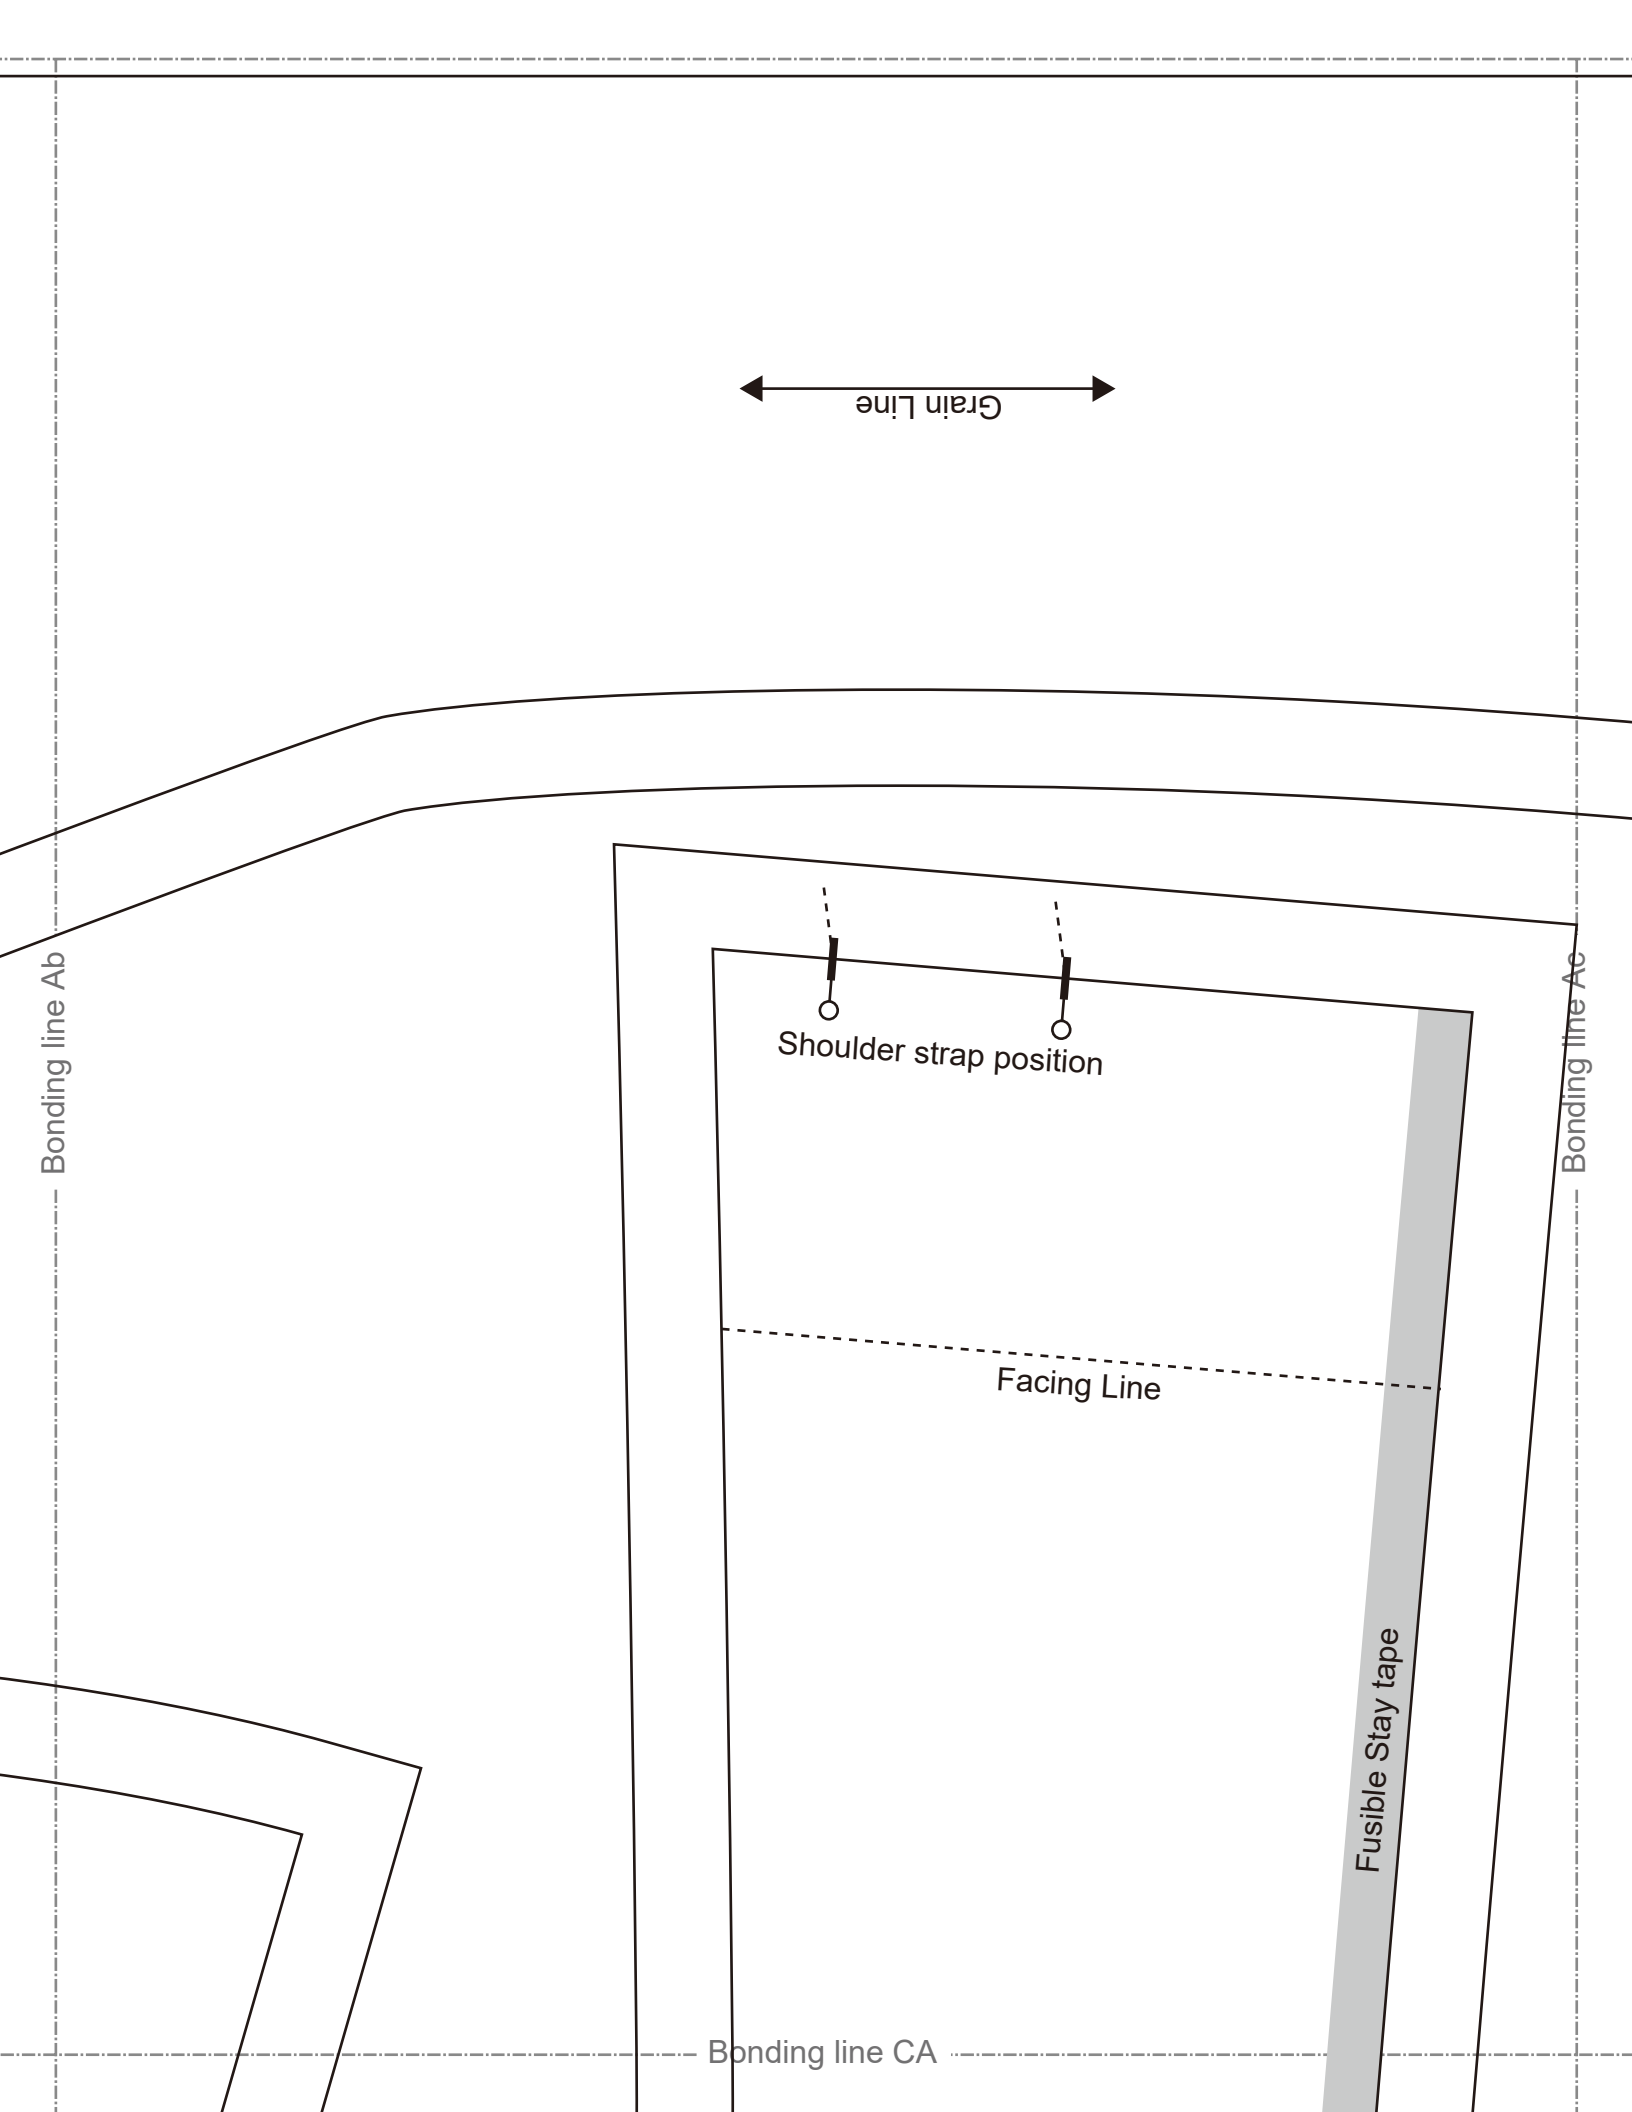 Grain Line
Bonding line Ab
Bonding line Ac
Shoulder strap position
Facing Line
Fusible Stay tape
Bonding line CA